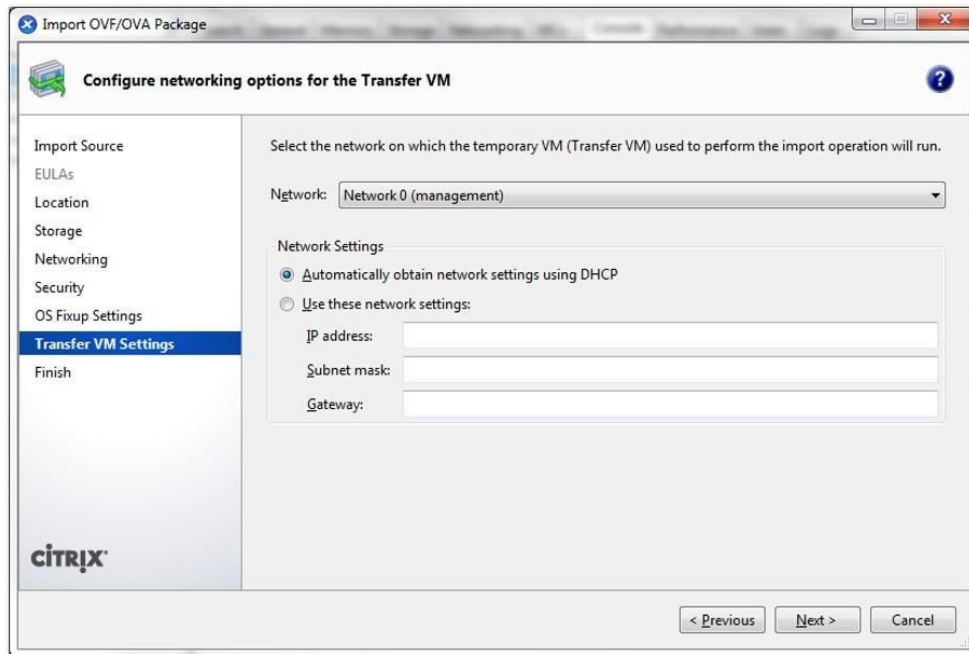 Import OVF/OVA Package
Configure networking options for the Transfer VM
Import Source
EULAs
Location
Storage
Networking
Security
OS Fixup Settings
Transfer VM Settings
Finish
CITRIX
Select the network on which the temporary VM (Transfer VM) used to perform the import operation will run.
Network: Network 0 (management)
Network Settings
Automatically obtain network settings using DHCP
Use these network settings:
IP address:
Subnet mask:
Gateway:
< Previous Next > Cancel